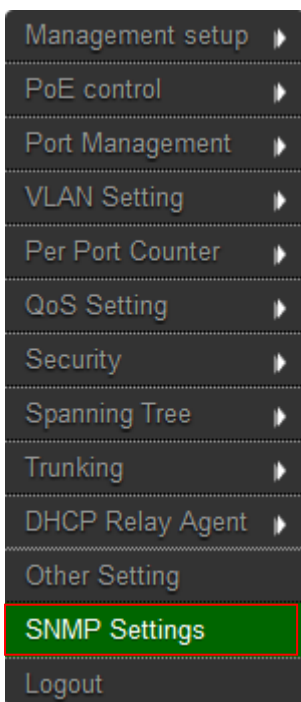 Management setup
PoE control
Port Management
VLAN Setting
Per Port Counter
QoS Setting
Security
Spanning Tree
Trunking
DHCP Relay Agent
Other Setting
SNMP Settings
Logout